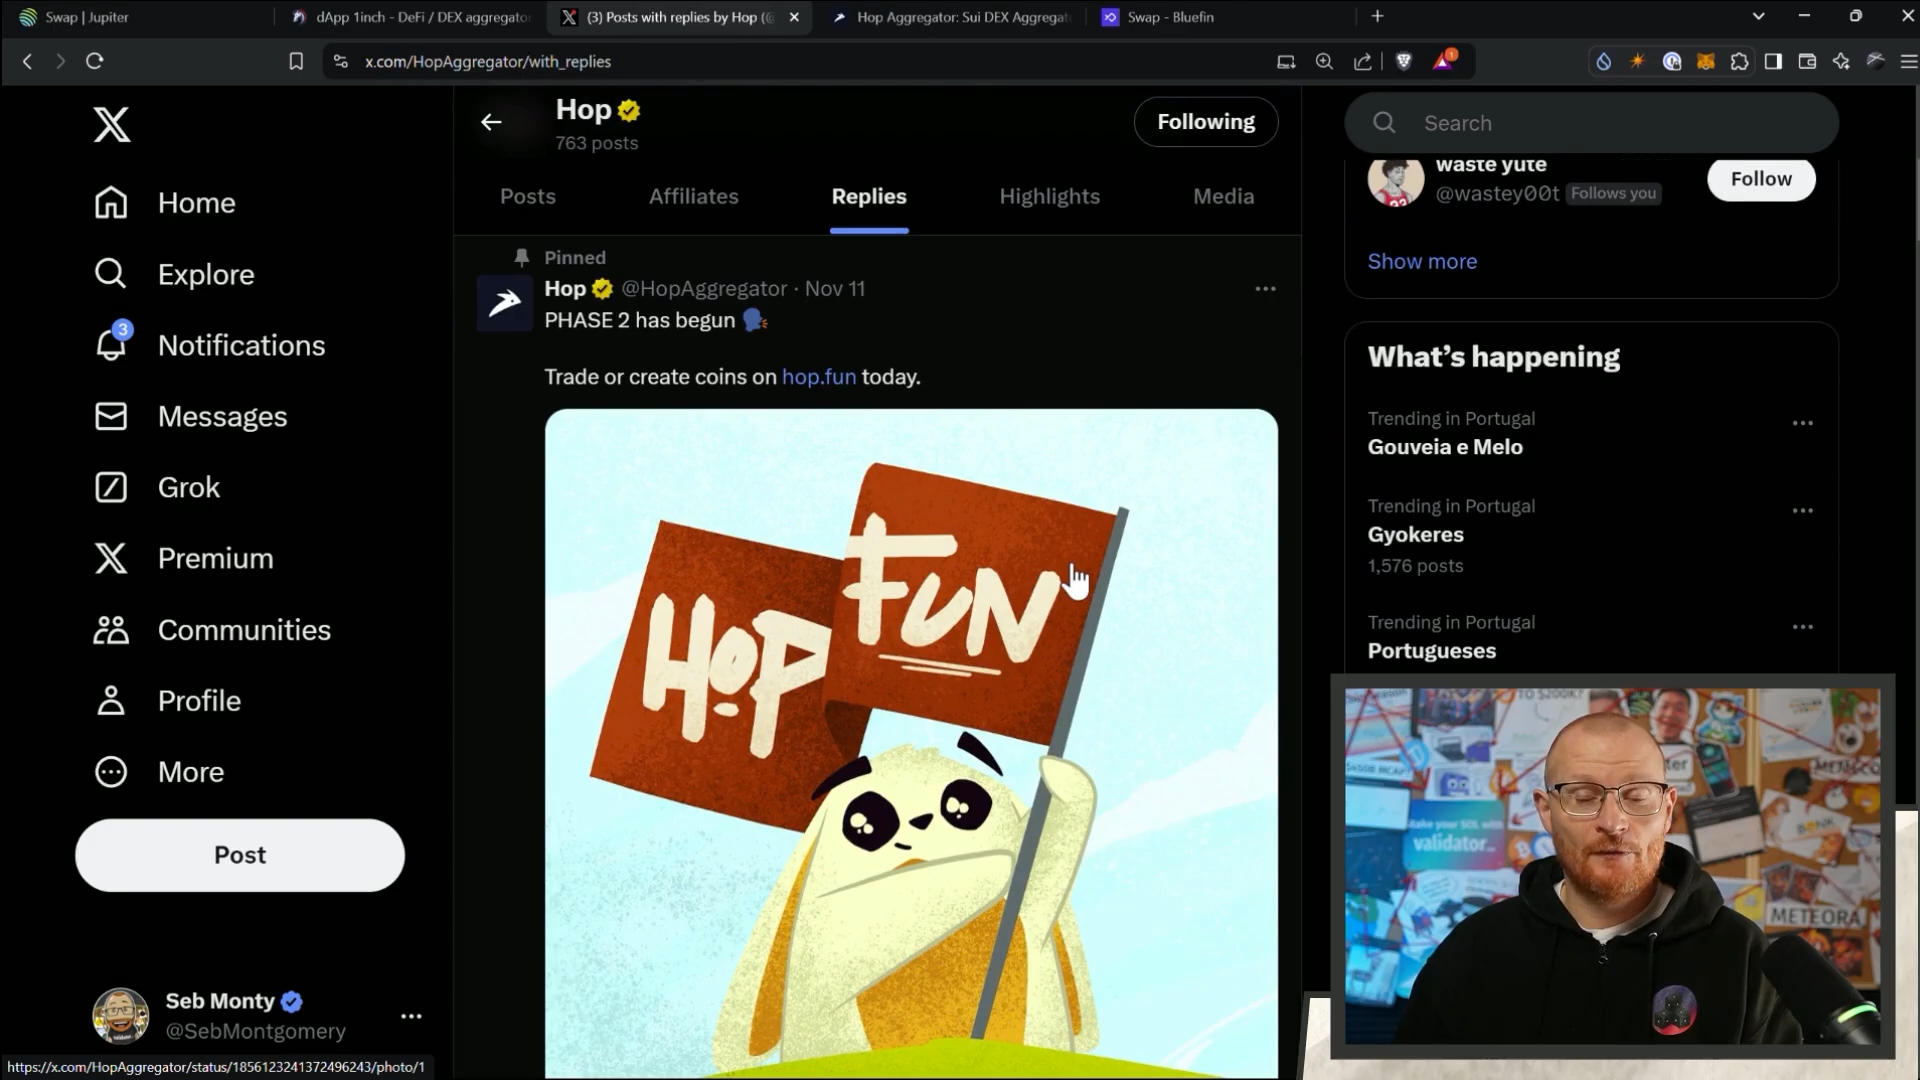 Swap | Jupiter
dApp 1inch - DeFi / DEX aggregato
(3) Posts with replies by Hop (@
Hop Aggregator: Sui DEX Aggregat
Swap - Bluefin
x.com/HopAggregator/with_replies
1
Home
Explore
3
Notifications
Messages
Grok
Premium
Communities
Profile
More
Post
Seb Monty
@SebMontgomery
https://x.com/HopAggregator/status/1856123241372496243/photo/1
Hop
763 posts
Following
Posts
Affiliates
Replies
Highlights
Media
Pinned
Hop @HopAggregator · Nov 11
PHASE 2 has begun
Trade or create coins on hop.fun today.
HOP
FUN
Search
waste yute
@wastey00t Follows you
Follow
Show more
What’s happening
Trending in Portugal
Gouveia e Melo
Trending in Portugal
Gyokeres
1,576 posts
Trending in Portugal
Portugueses
TO $200K?
validator...
BONK
METEORA